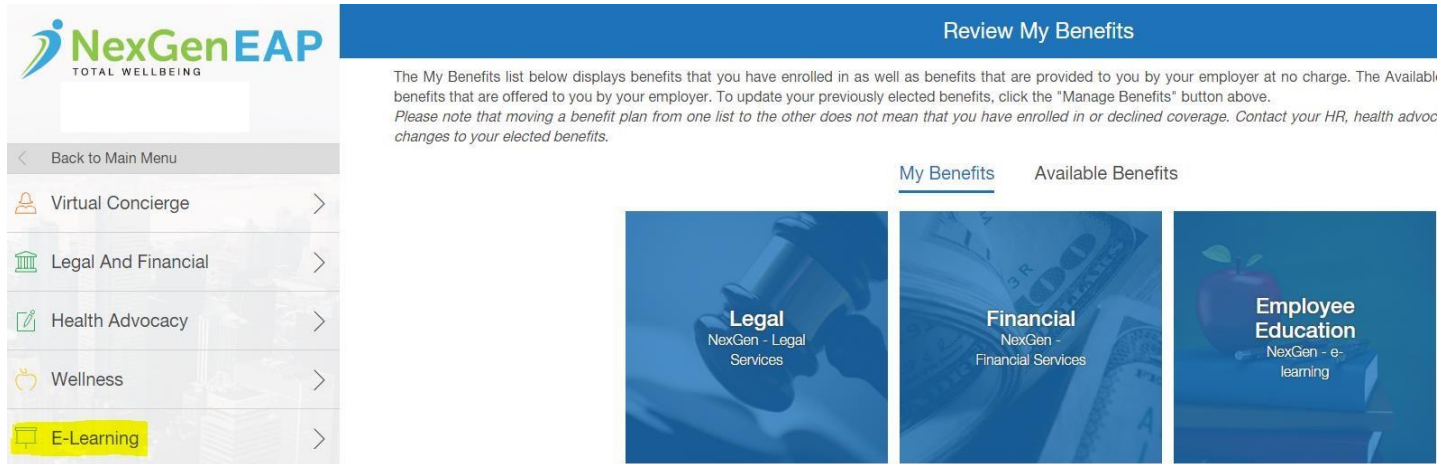 NexGen EAP
TOTAL WELLBEING
Back to Main Menu
Virtual Concierge
Legal And Financial
Health Advocacy
Wellness
E-Learning
Review My Benefits
The My Benefits list below displays benefits that you have enrolled in as well as benefits that are provided to you by your employer at no charge. The
benefits that are offered to you by your employer. To update your previously elected benefits, click the "Manage Benefits" button above.
Please note that moving a benefit plan from one list to the other does not mean that you have enrolled in or declined coverage. Contact your HR, health
changes to your elected benefits.
My Benefits Available Benefits
Legal
NexGen - Legal
Services
Financial
NexGen -
Financial Services
Employee
Education
NexGen - e-
learning